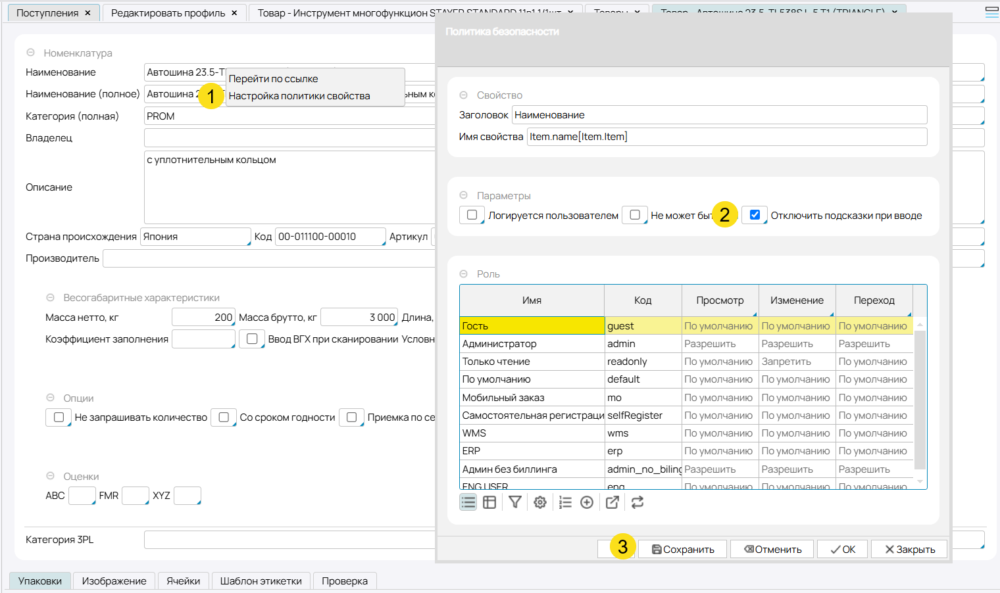 Поступления × Редактировать профиль × Товар - Инструмент многофункцион STAYER STANDARD 11в1 1/1шт × Товары × Товар - Автошина 23.5- TL538S L-5 T1 (TRIANGLE) ×
Номенклатура
Наименование Автошина 23.5-T
Наименование (полное) Автошина 2 ьным к
Категория (полная) PROM
Владелец
с уплотнительным кольцом
Описание
Страна происхождения Япония Код 00-011100-00010 Артикул
Производитель
Весогабаритные характеристики
Масса нетто, кг 200 Масса брутто, кг 3 000 Длина,
Коэффициент заполнения Ввод ВГХ при сканировании Условн
Опции
Не запрашивать количество Со сроком годности Приемка по се
Оценки
ABC FMR XYZ
Категория 3PL
Упаковки Изображение Ячейки Шаблон этикетки Проверка
Перейти по ссылке
1 Настройка политики свойства
Политика безопасности
Свойство
Заголовок Наименование
Имя свойства Item.name[Item.Item]
Параметры
Логируется пользователем Не может быт 2 Отключить подсказки при вводе
Роль
Имя Код Просмотр Изменение Переход
Гость guest По умолчанию По умолчанию По умолчанию
Администратор admin Разрешить Разрешить Разрешить
Только чтение readonly По умолчанию Запретить По умолчанию
По умолчанию default По умолчанию По умолчанию По умолчанию
Мобильный заказ mo По умолчанию По умолчанию По умолчанию
Самостоятельная регистраци selfRegister По умолчанию По умолчанию По умолчанию
WMS wms По умолчанию По умолчанию По умолчанию
ERP erp По умолчанию По умолчанию По умолчанию
Админ без биллинга admin_no_biling Разрешить Разрешить Разрешить
ENG USER eng По умолчанию По умолчанию По умолчанию
3 Сохранить Отменить OK Закрыть